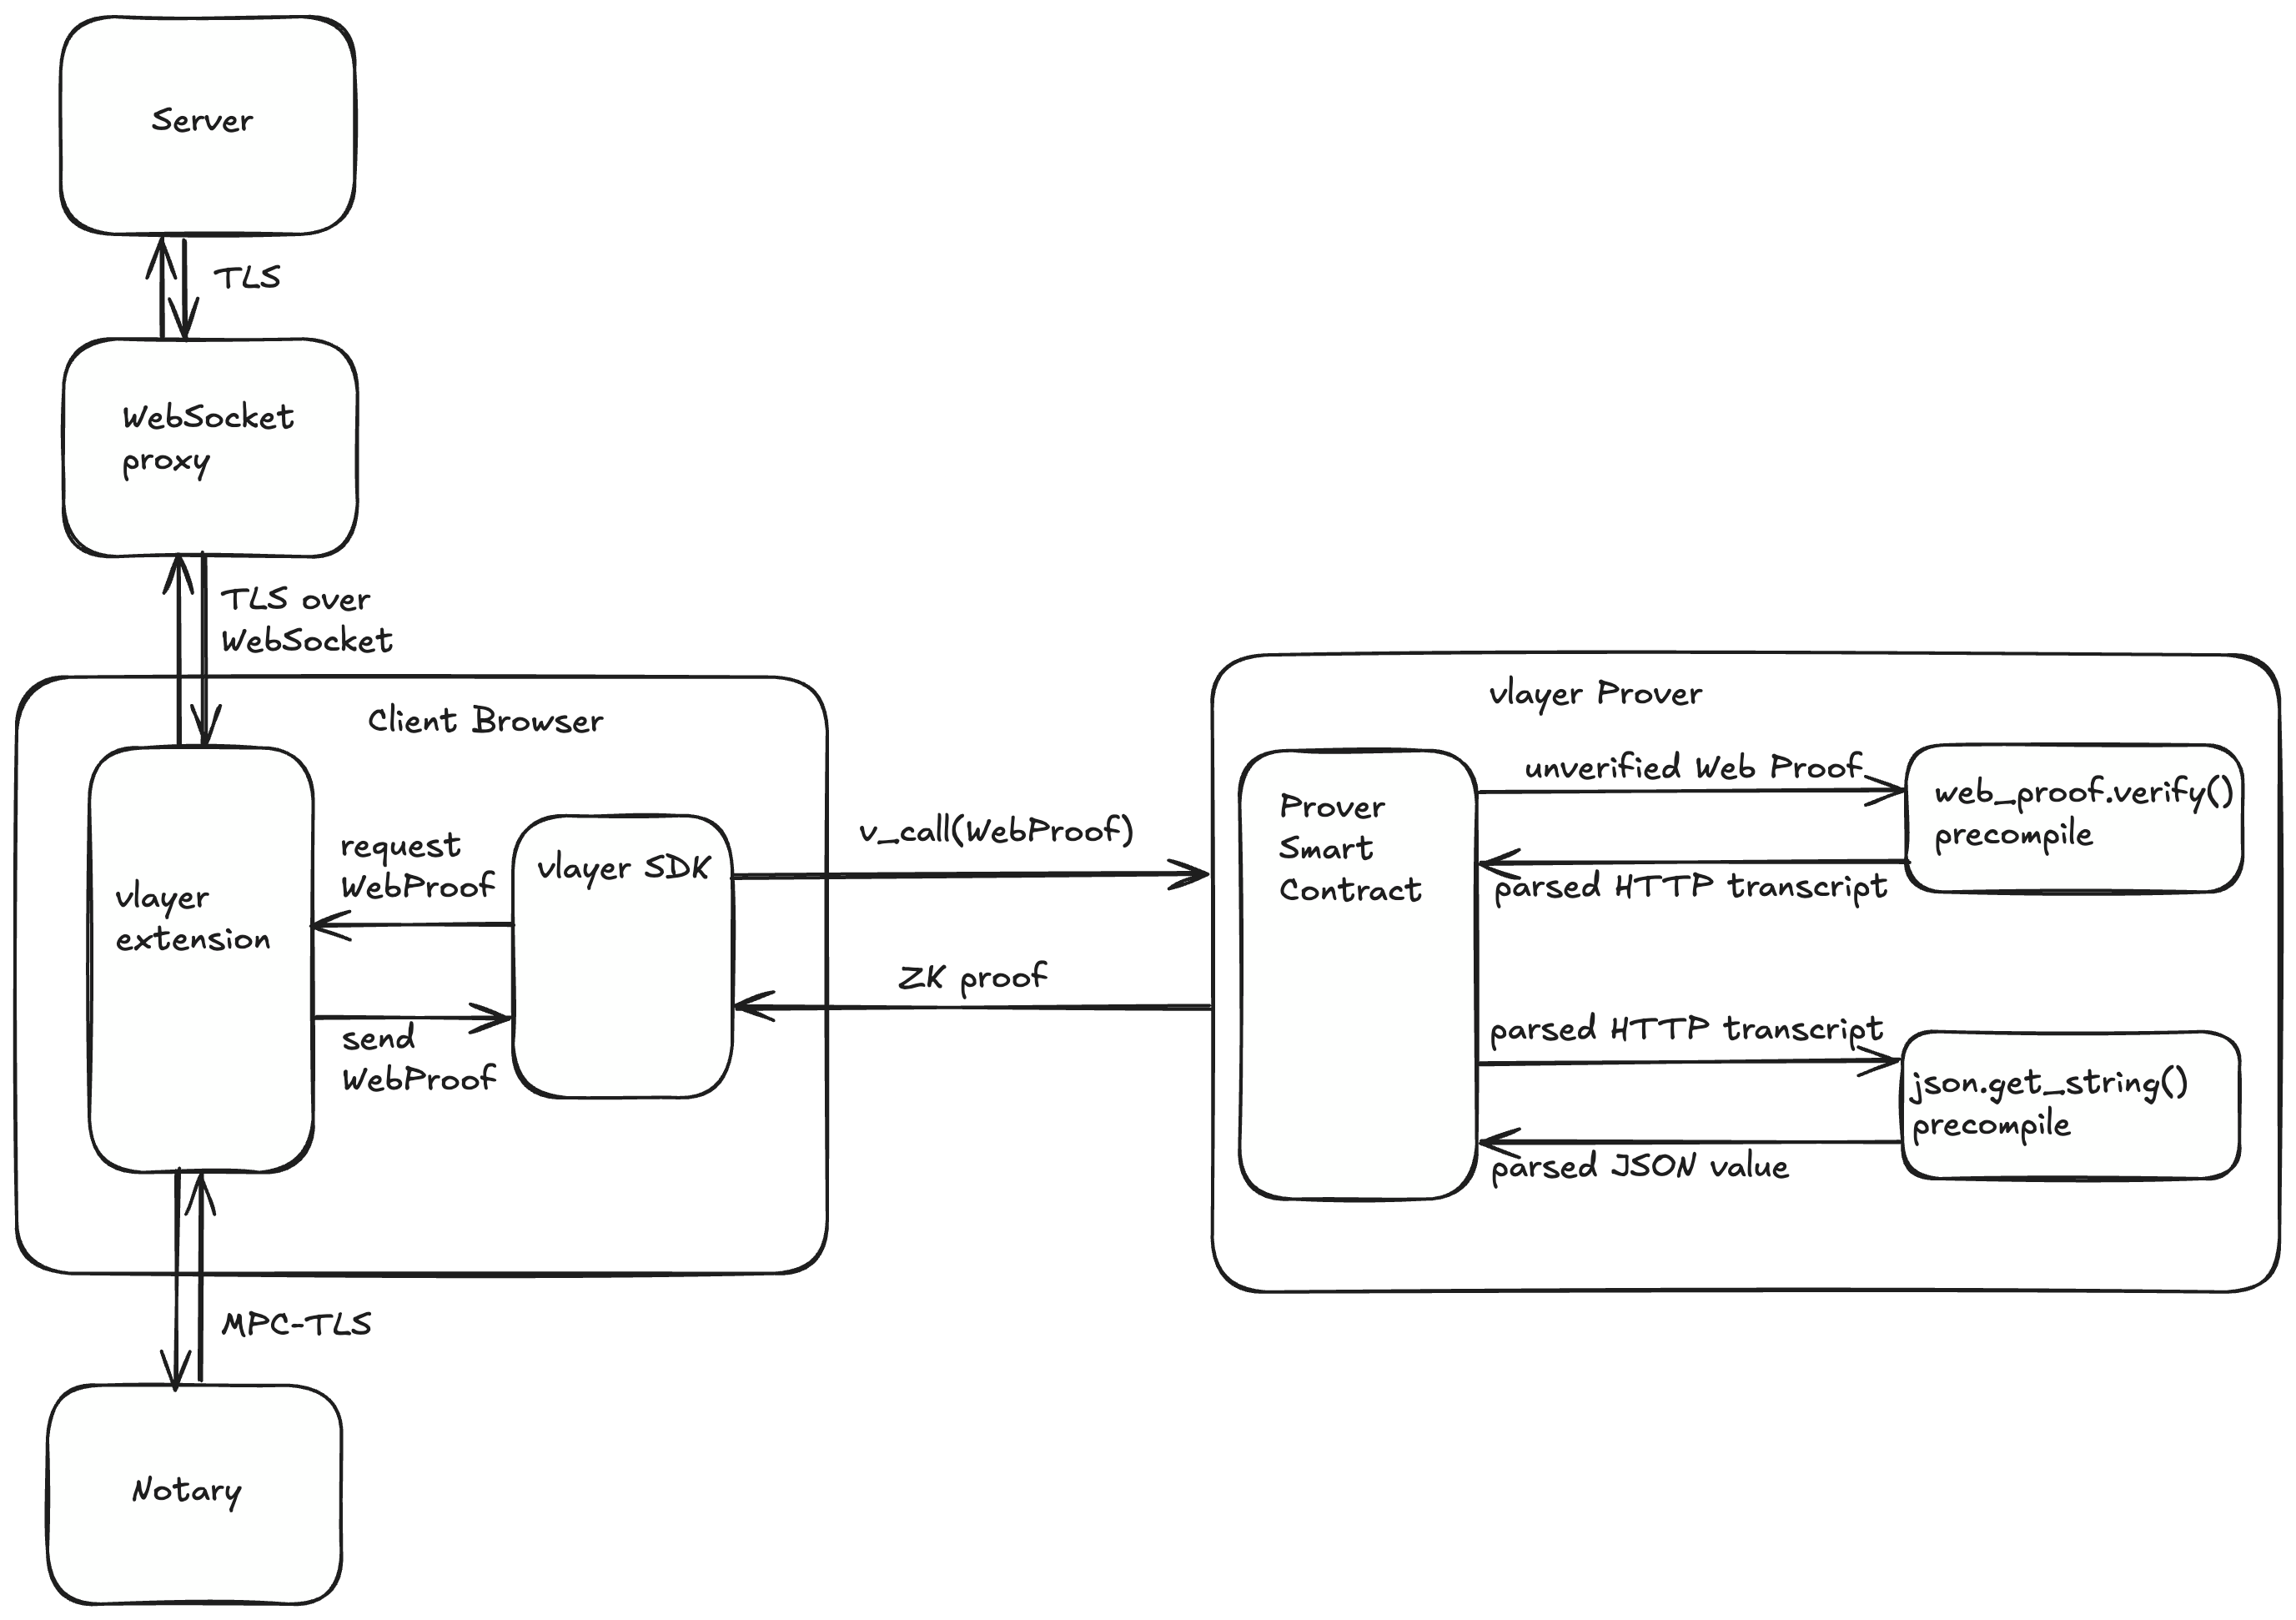 Server
TLS
WebSocket
proxy
TLS over
WebSocket
Client Browser
vlayer
extension
request
WebProof
send
WebProof
vlayer SDK
v_call(WebProof)
ZK proof
MPC-TLS
Notary
vlayer Prover
Prover
Smart
Contract
unverified Web Proof
web_proof.verify()
precompile
parsed HTTP transcript
parsed HTTP transcript
json.get_string()
precompile
parsed JSON value